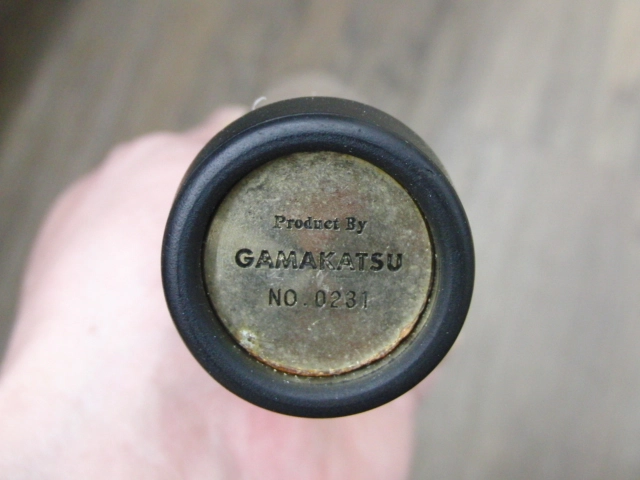 Product By
GAMAKATSU
NO. 0231